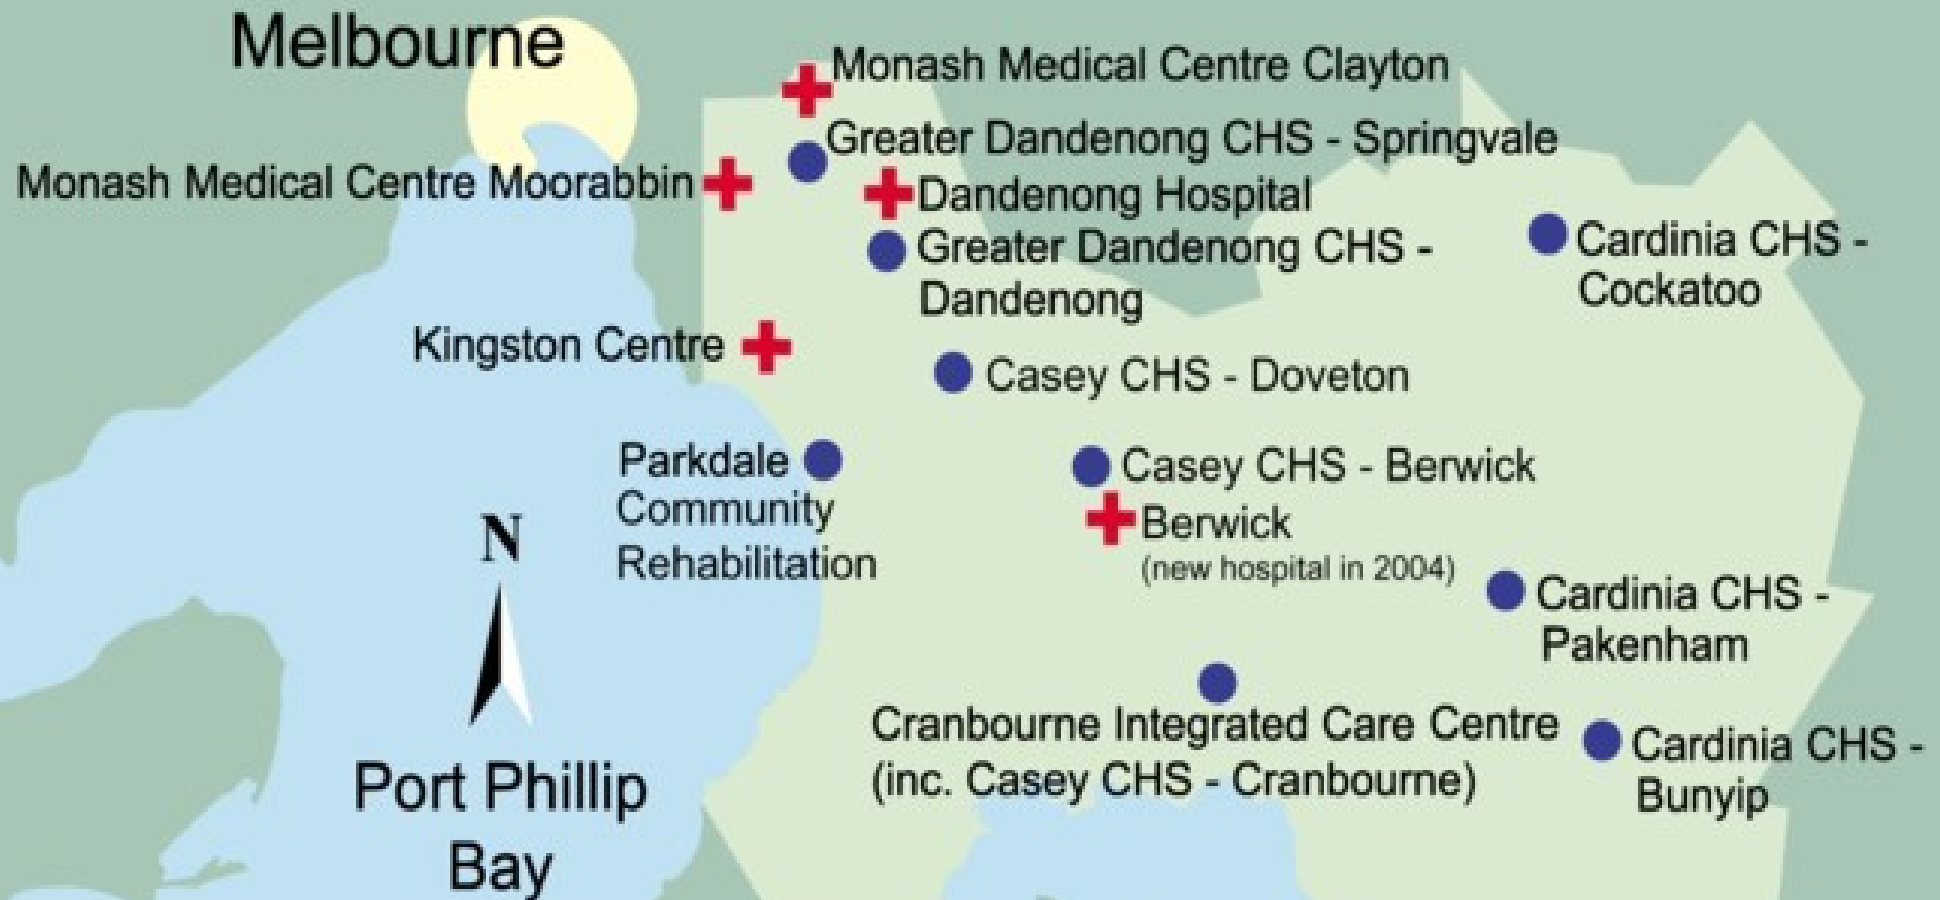 Melbourne
Monash Medical Centre Clayton
Greater Dandenong CHS - Springvale
Monash Medical Centre Moorabbin
Dandenong Hospital
Greater Dandenong CHS -
Dandenong
Cardinia CHS -
Cockatoo
Kingston Centre
Casey CHS - Doveton
Parkdale
Community
Rehabilitation
Casey CHS - Berwick
Berwick
(new hospital in 2004)
N
Cardinia CHS -
Pakenham
Cranbourne Integrated Care Centre
(inc. Casey CHS - Cranbourne)
Cardinia CHS -
Bunyip
Port Phillip
Bay